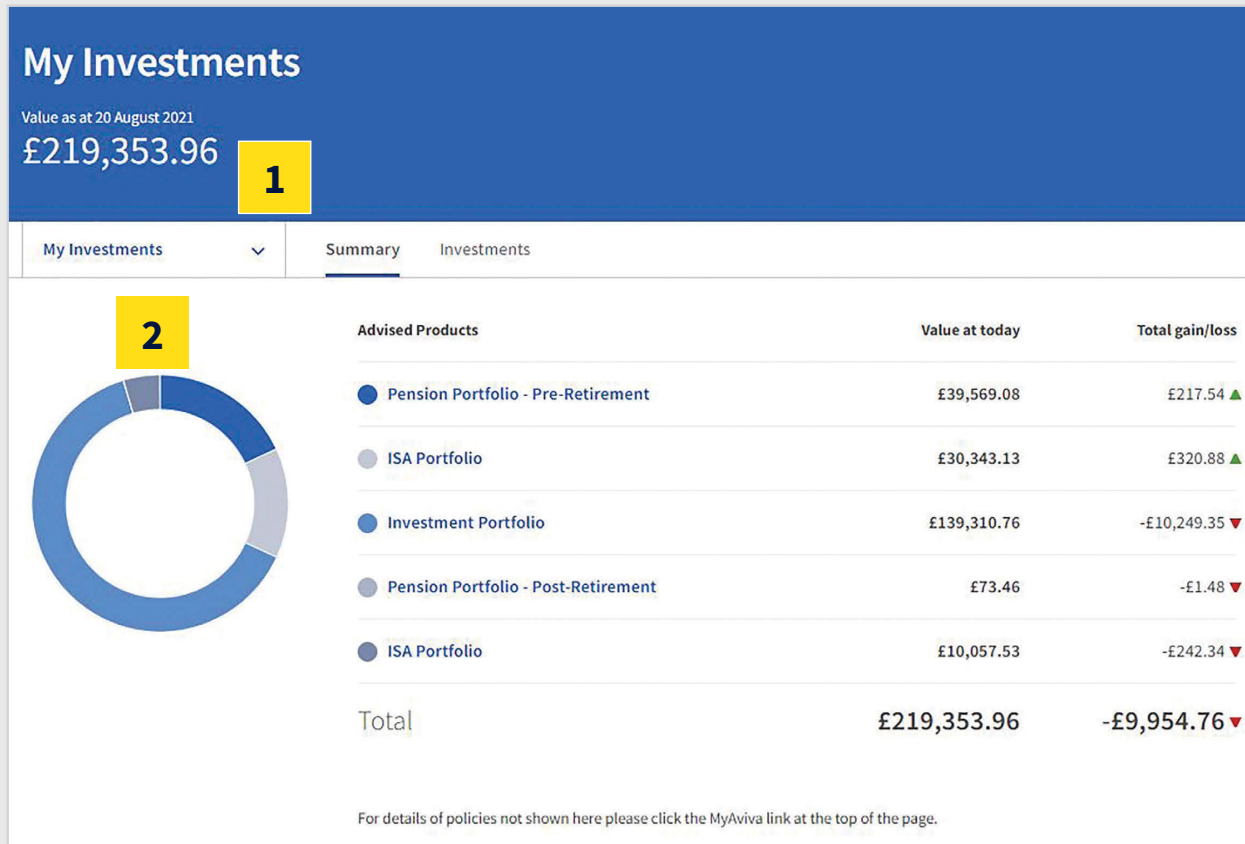 My Investments
Value as at 20 August 2021
£219,353.96
1
My Investments Summary Investments
2
Advised Products Value at today Total gain/loss
Pension Portfolio - Pre-Retirement £39,569.08 £217.54
ISA Portfolio £30,343.13 £320.88
Investment Portfolio £139,310.76 -£10,249.35
Pension Portfolio - Post-Retirement £73.46 -£1.48
ISA Portfolio £10,057.53 -£242.34
Total £219,353.96 -£9,954.76
For details of policies not shown here please click the MyAviva link at the top of the page.